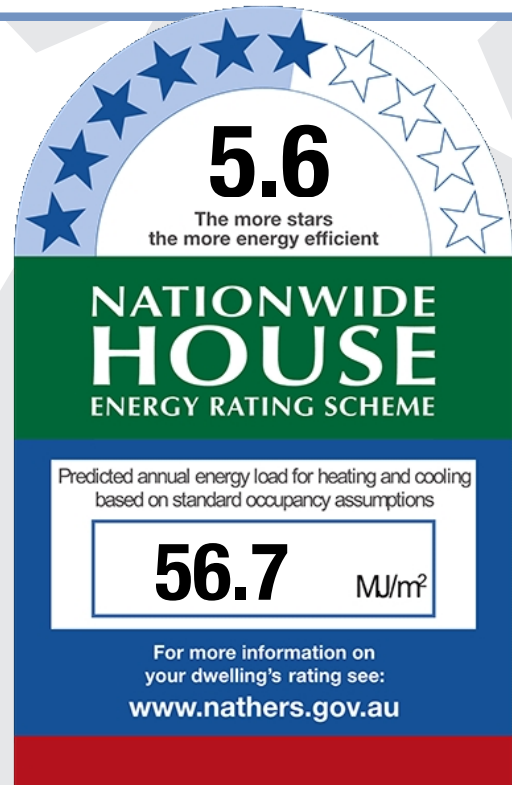 5.6
The more stars
the more energy efficient
NATIONWIDE
HOUSE
ENERGY RATING SCHEME
Predicted annual energy load for heating and cooling
based on standard occupancy assumptions
56.7 MJ/m²
For more information on
your dwelling's rating see:
www.nathers.gov.au